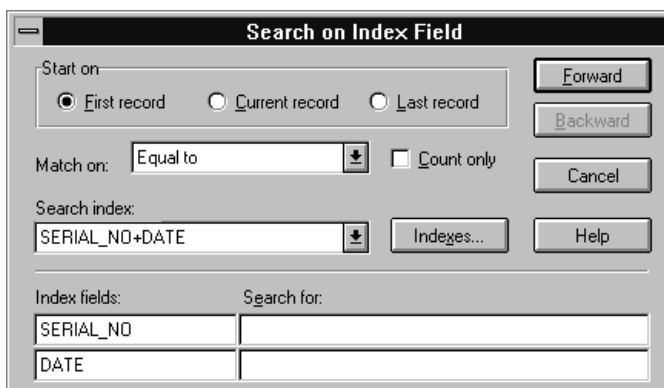 Search on Index Field
Start on
First record Current record Last record
Forward
Backward
Match on: Equal to Count only
Cancel
Search index:
SERIAL_NO+DATE Indexes... Help
Index fields: Search for:
SERIAL_NO
DATE